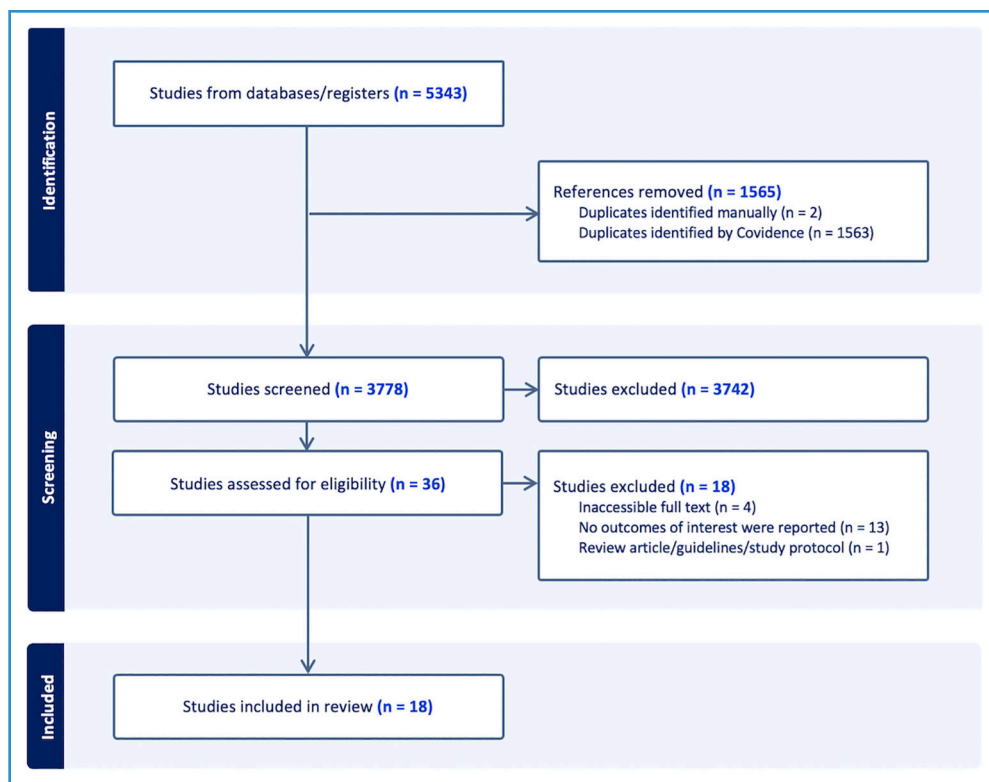 Identification
Studies from databases/registers (n = 5343)
References removed (n = 1565)
Duplicates identified manually (n = 2)
Duplicates identified by Covidence (n = 1563)
Screening
Studies screened (n = 3778)
Studies excluded (n = 3742)
Studies assessed for eligibility (n = 36)
Studies excluded (n = 18)
Inaccessible full text (n = 4)
No outcomes of interest were reported (n = 13)
Review article/guidelines/study protocol (n = 1)
Included
Studies included in review (n = 18)